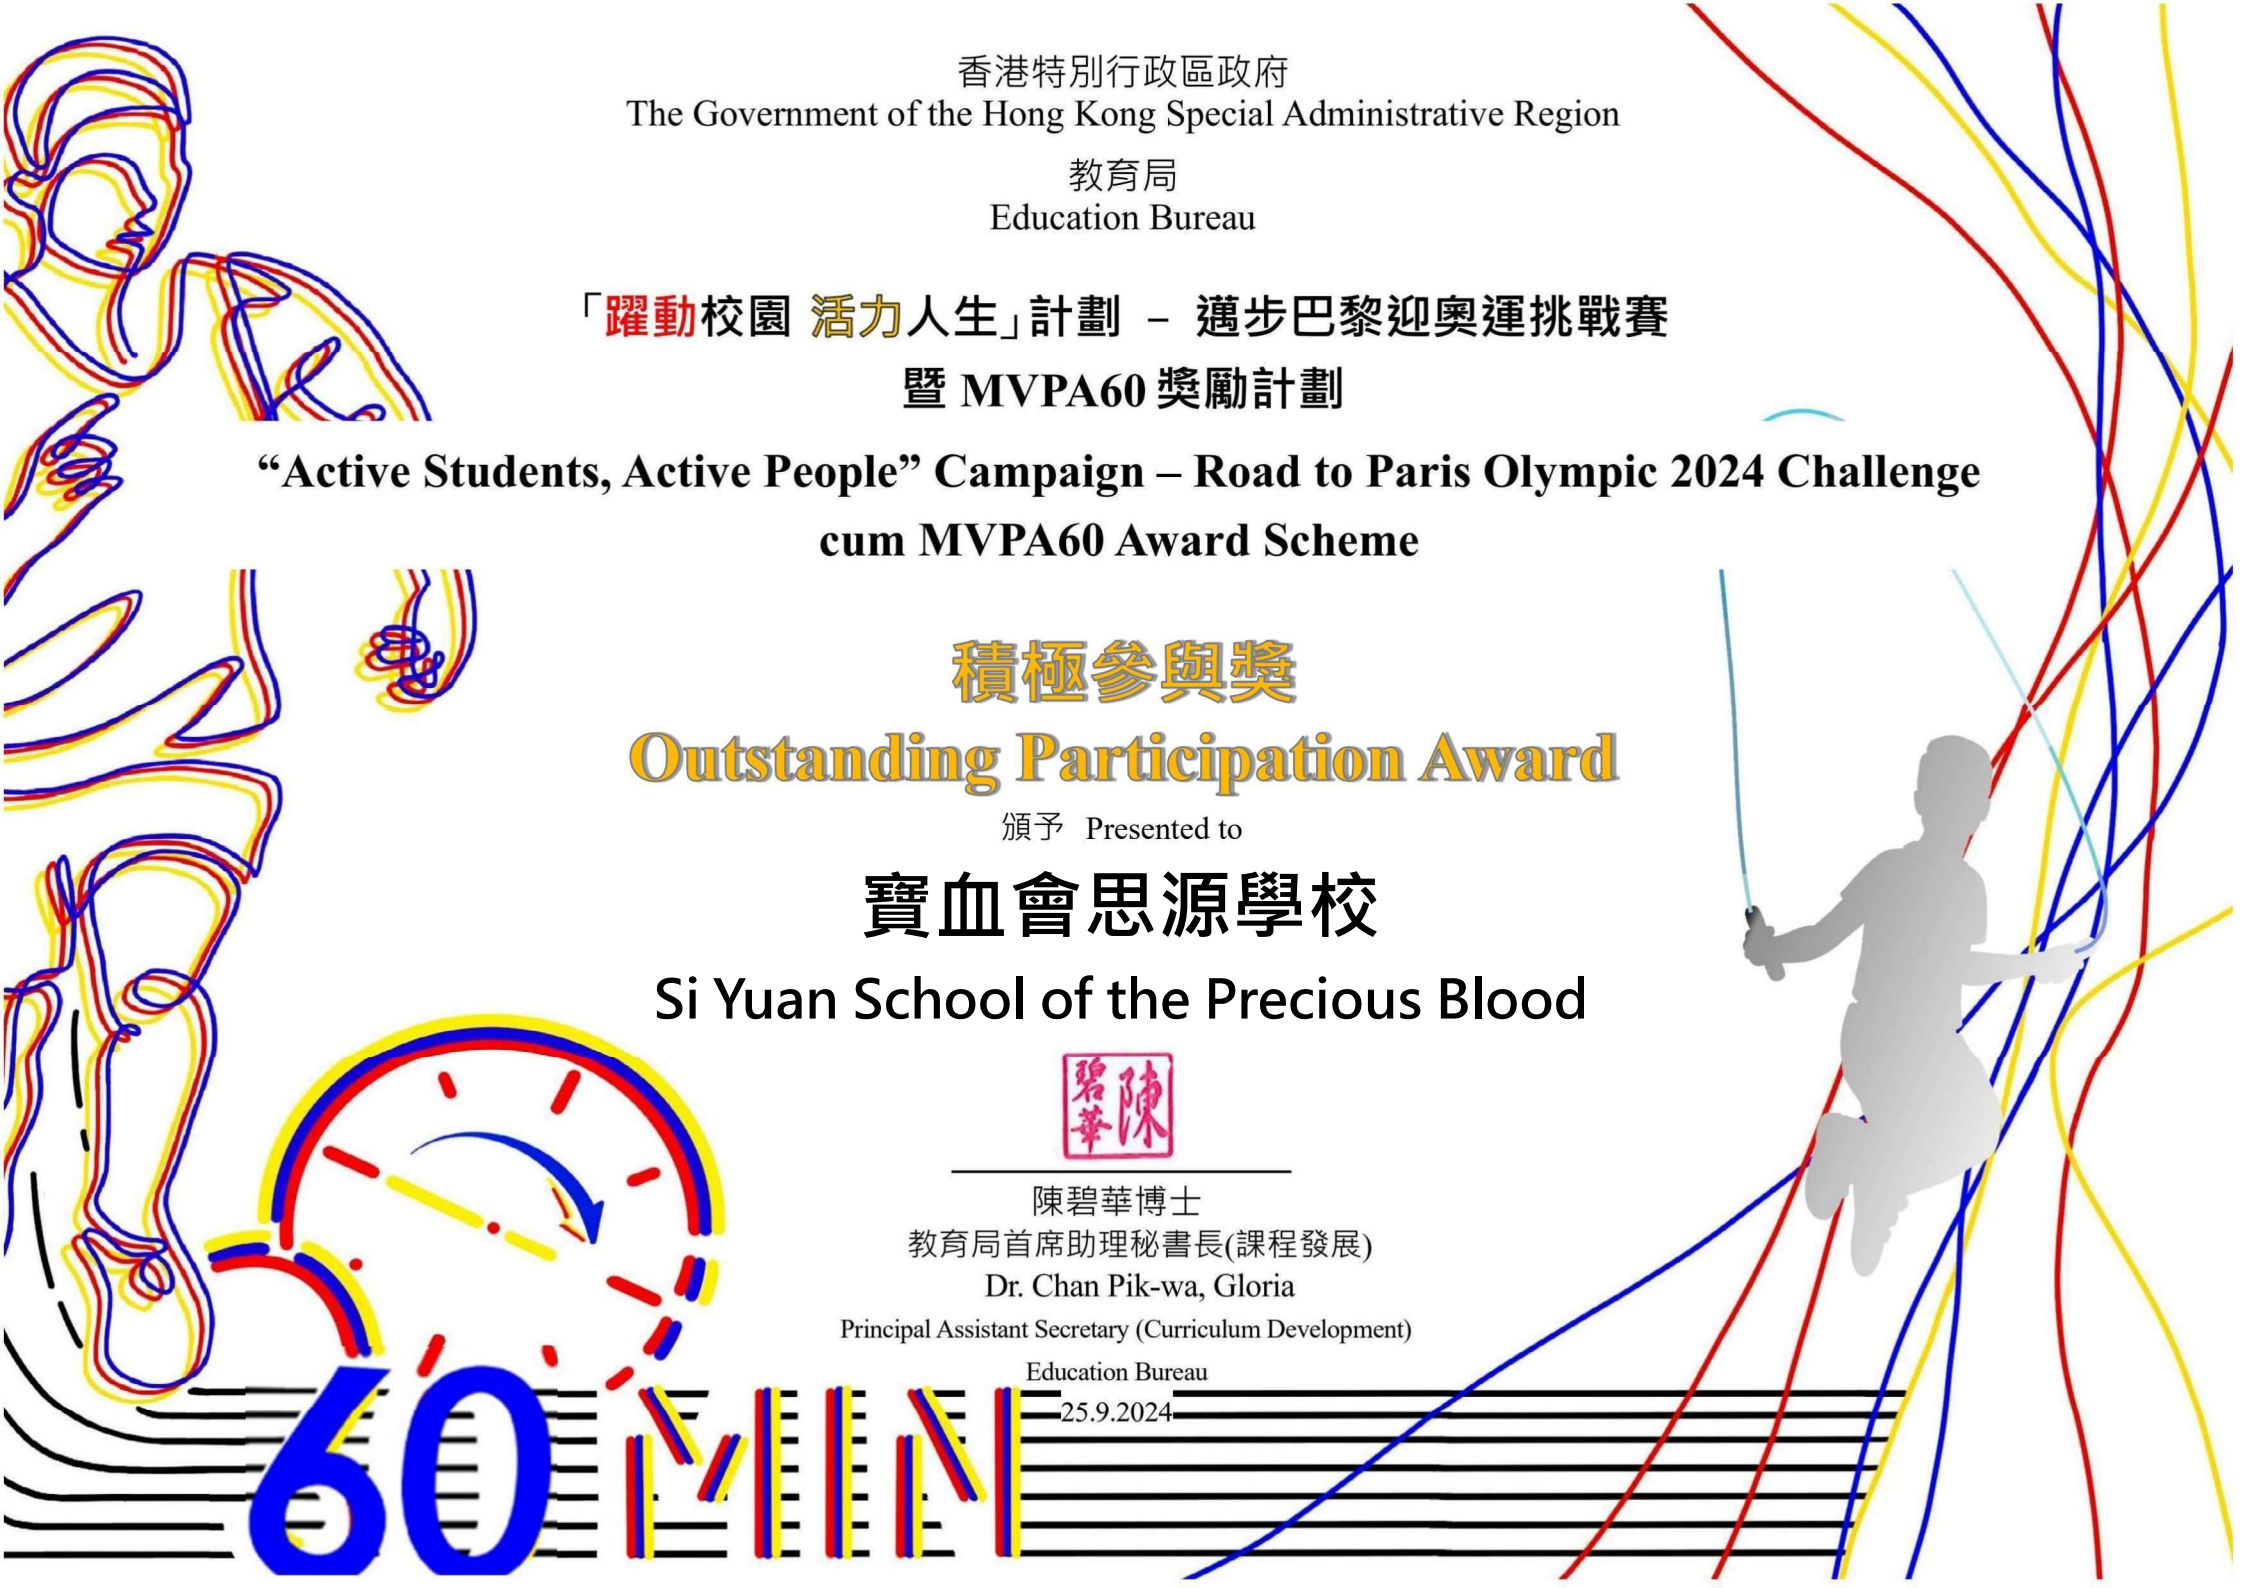 香港特別行政區政府
The Government of the Hong Kong Special Administrative Region
教育局
Education Bureau
「躍動校園 活力人生」計劃 – 邁步巴黎迎奧運挑戰賽
暨 MVPA60 獎勵計劃
“Active Students, Active People” Campaign – Road to Paris Olympic 2024 Challenge
cum MVPA60 Award Scheme
積極參與獎
Outstanding Participation Award
頒予 Presented to
寶血會思源學校
Si Yuan School of the Precious Blood
陳碧華
陳碧華博士
教育局首席助理秘書長(課程發展)
Dr. Chan Pik-wa, Gloria
Principal Assistant Secretary (Curriculum Development)
Education Bureau
25.9.2024
60 MIN